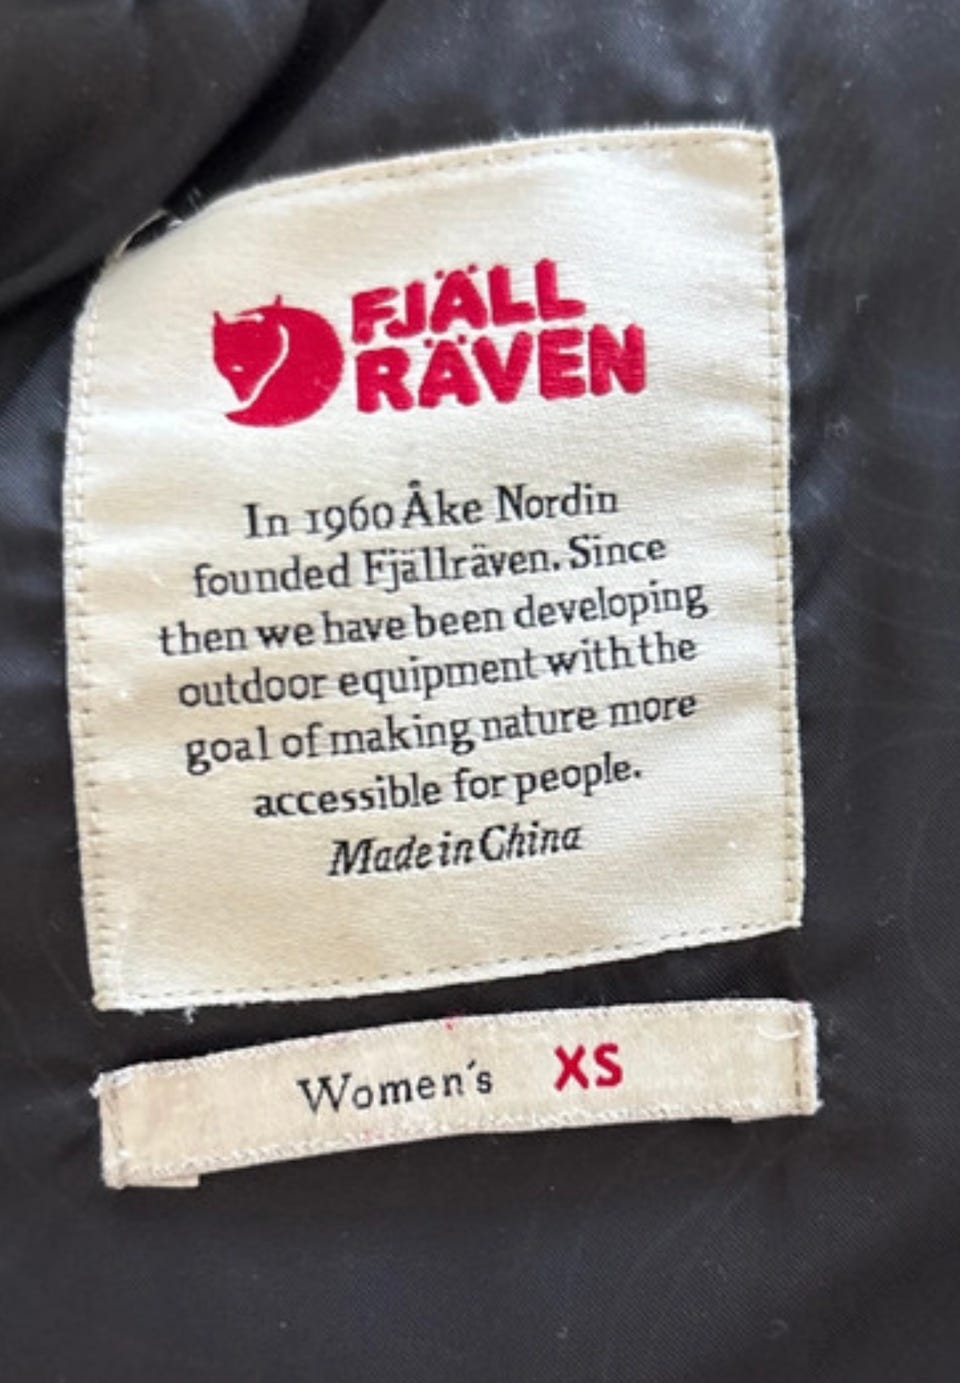 FJÄLL
RÄVEN
In 1960 Åke Nordin
founded Fjällräven. Since
then we have been developing
outdoor equipment with the
goal of making nature more
accessible for people.
Made in China
Women's XS